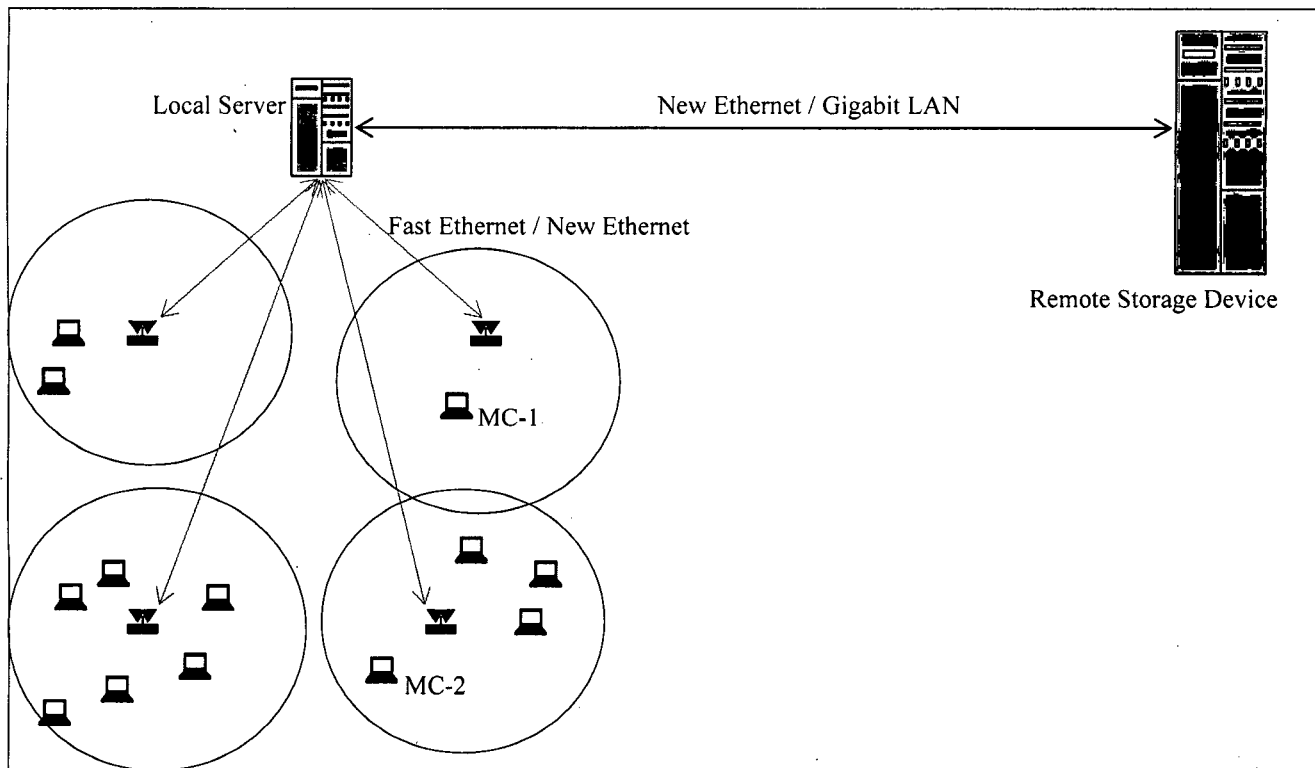 Local Server
New Ethernet / Gigabit LAN
Fast Ethernet / New Ethernet
Remote Storage Device
MC-1
MC-2